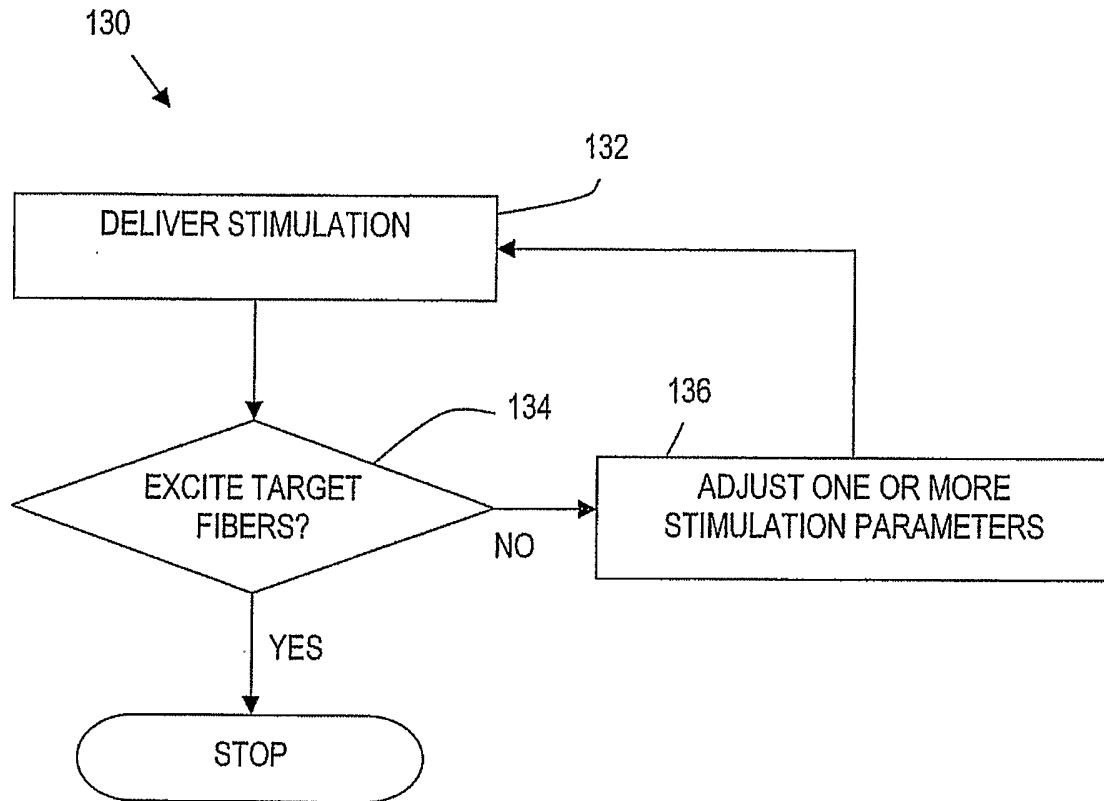 130
132
DELIVER STIMULATION
134
136
EXCITE TARGET
FIBERS?
ADJUST ONE OR MORE
STIMULATION PARAMETERS
NO
YES
STOP